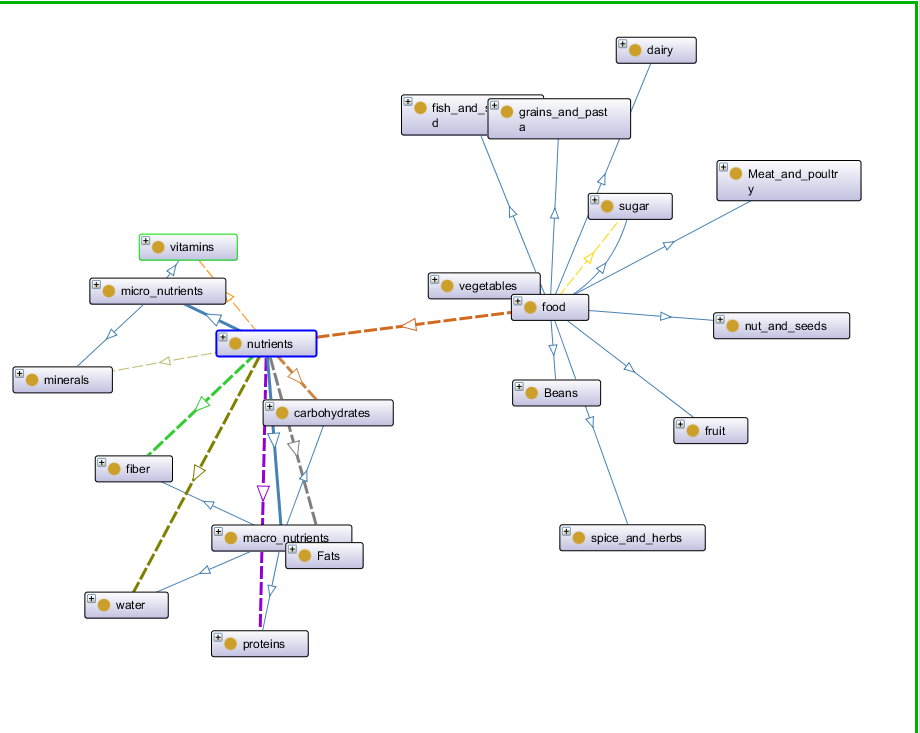 dairy
fish_and_s
d
grains_and_past
a
Meat_and_poultr
y
sugar
vitamins
micro_nutrients
vegetables
food
nut_and_seeds
nutrients
minerals
Beans
carbohydrates
fruit
fiber
macro_nutrients
spice_and_herbs
Fats
water
proteins